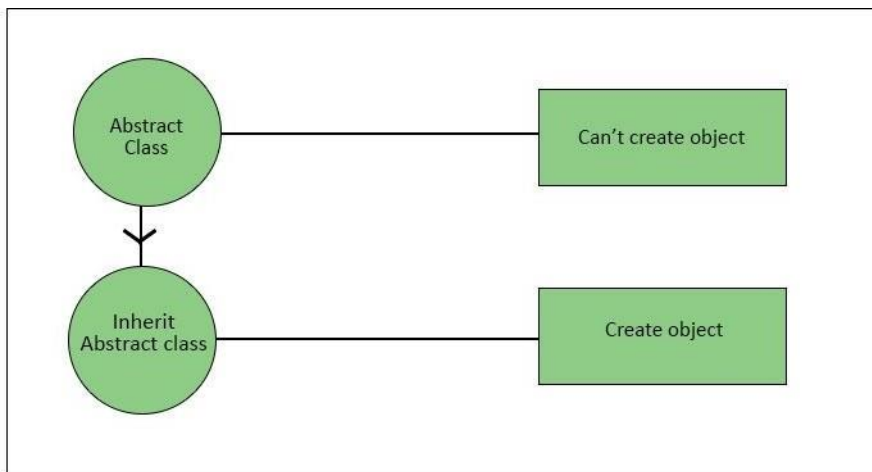 Abstract
Class
Can't create object
Inherit
Abstract class
Create object